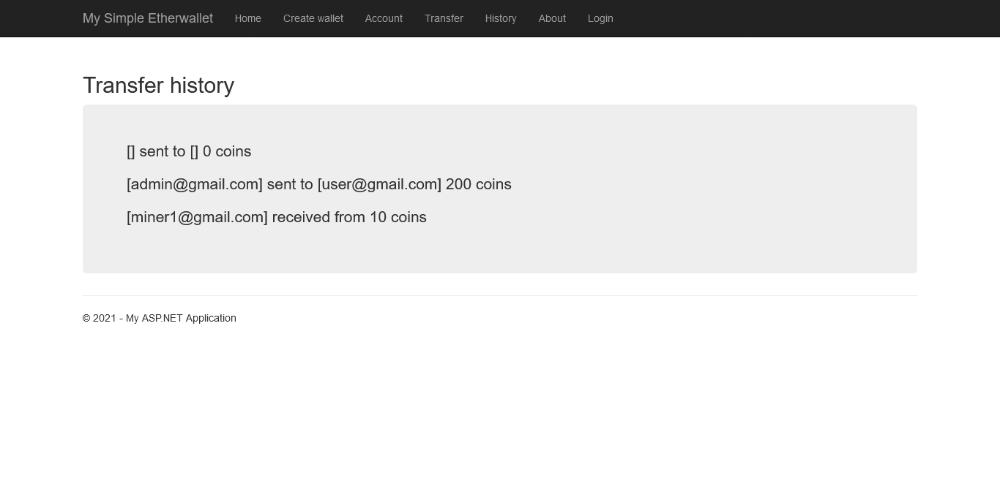 My Simple Etherwallet Home Create wallet Account Transfer History About Login
Transfer history
[] sent to [] 0 coins
[admin@gmail.com] sent to [user@gmail.com] 200 coins
[miner1@gmail.com] received from 10 coins
© 2021 - My ASP.NET Application